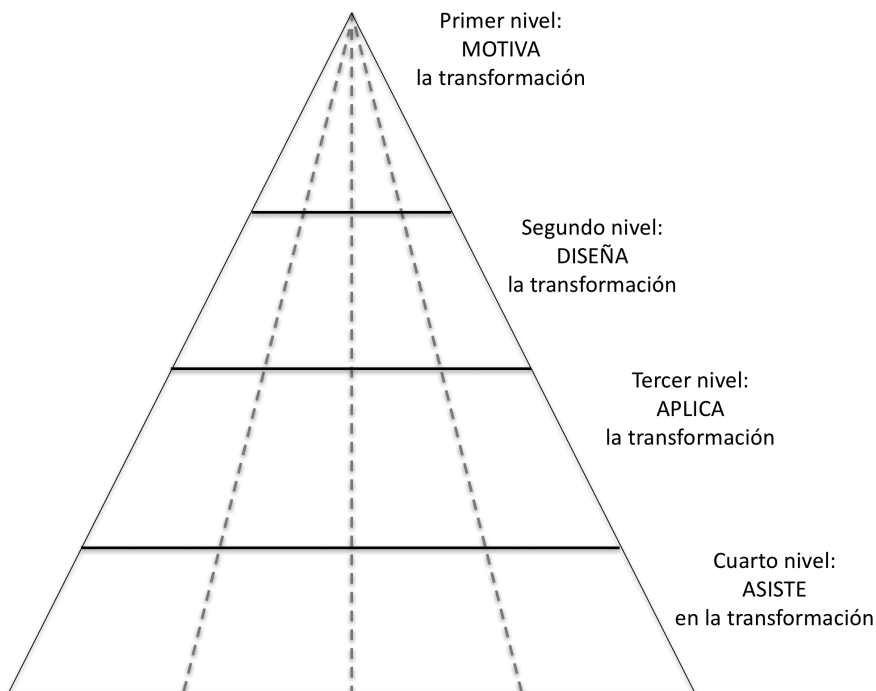 Primer nivel:
MOTIVA
la transformación
Segundo nivel:
DISEÑA
la transformación
Tercer nivel:
APLICA
la transformación
Cuarto nivel:
ASISTE
en la transformación